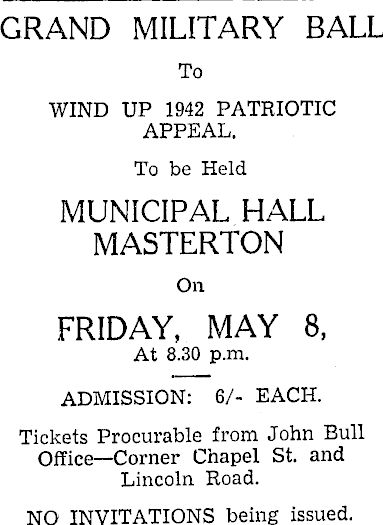 GRAND MILITARY BALL
To
WIND UP 1942 PATRIOTIC
APPEAL.
To be Held
MUNICIPAL HALL
MASTERTON
On
FRIDAY, MAY 8,
At 8.30 p.m.
ADMISSION: 6/- EACH.
Tickets Procurable from John Bull
Office—Corner Chapel St. and
Lincoln Road.
NO INVITATIONS being issued.